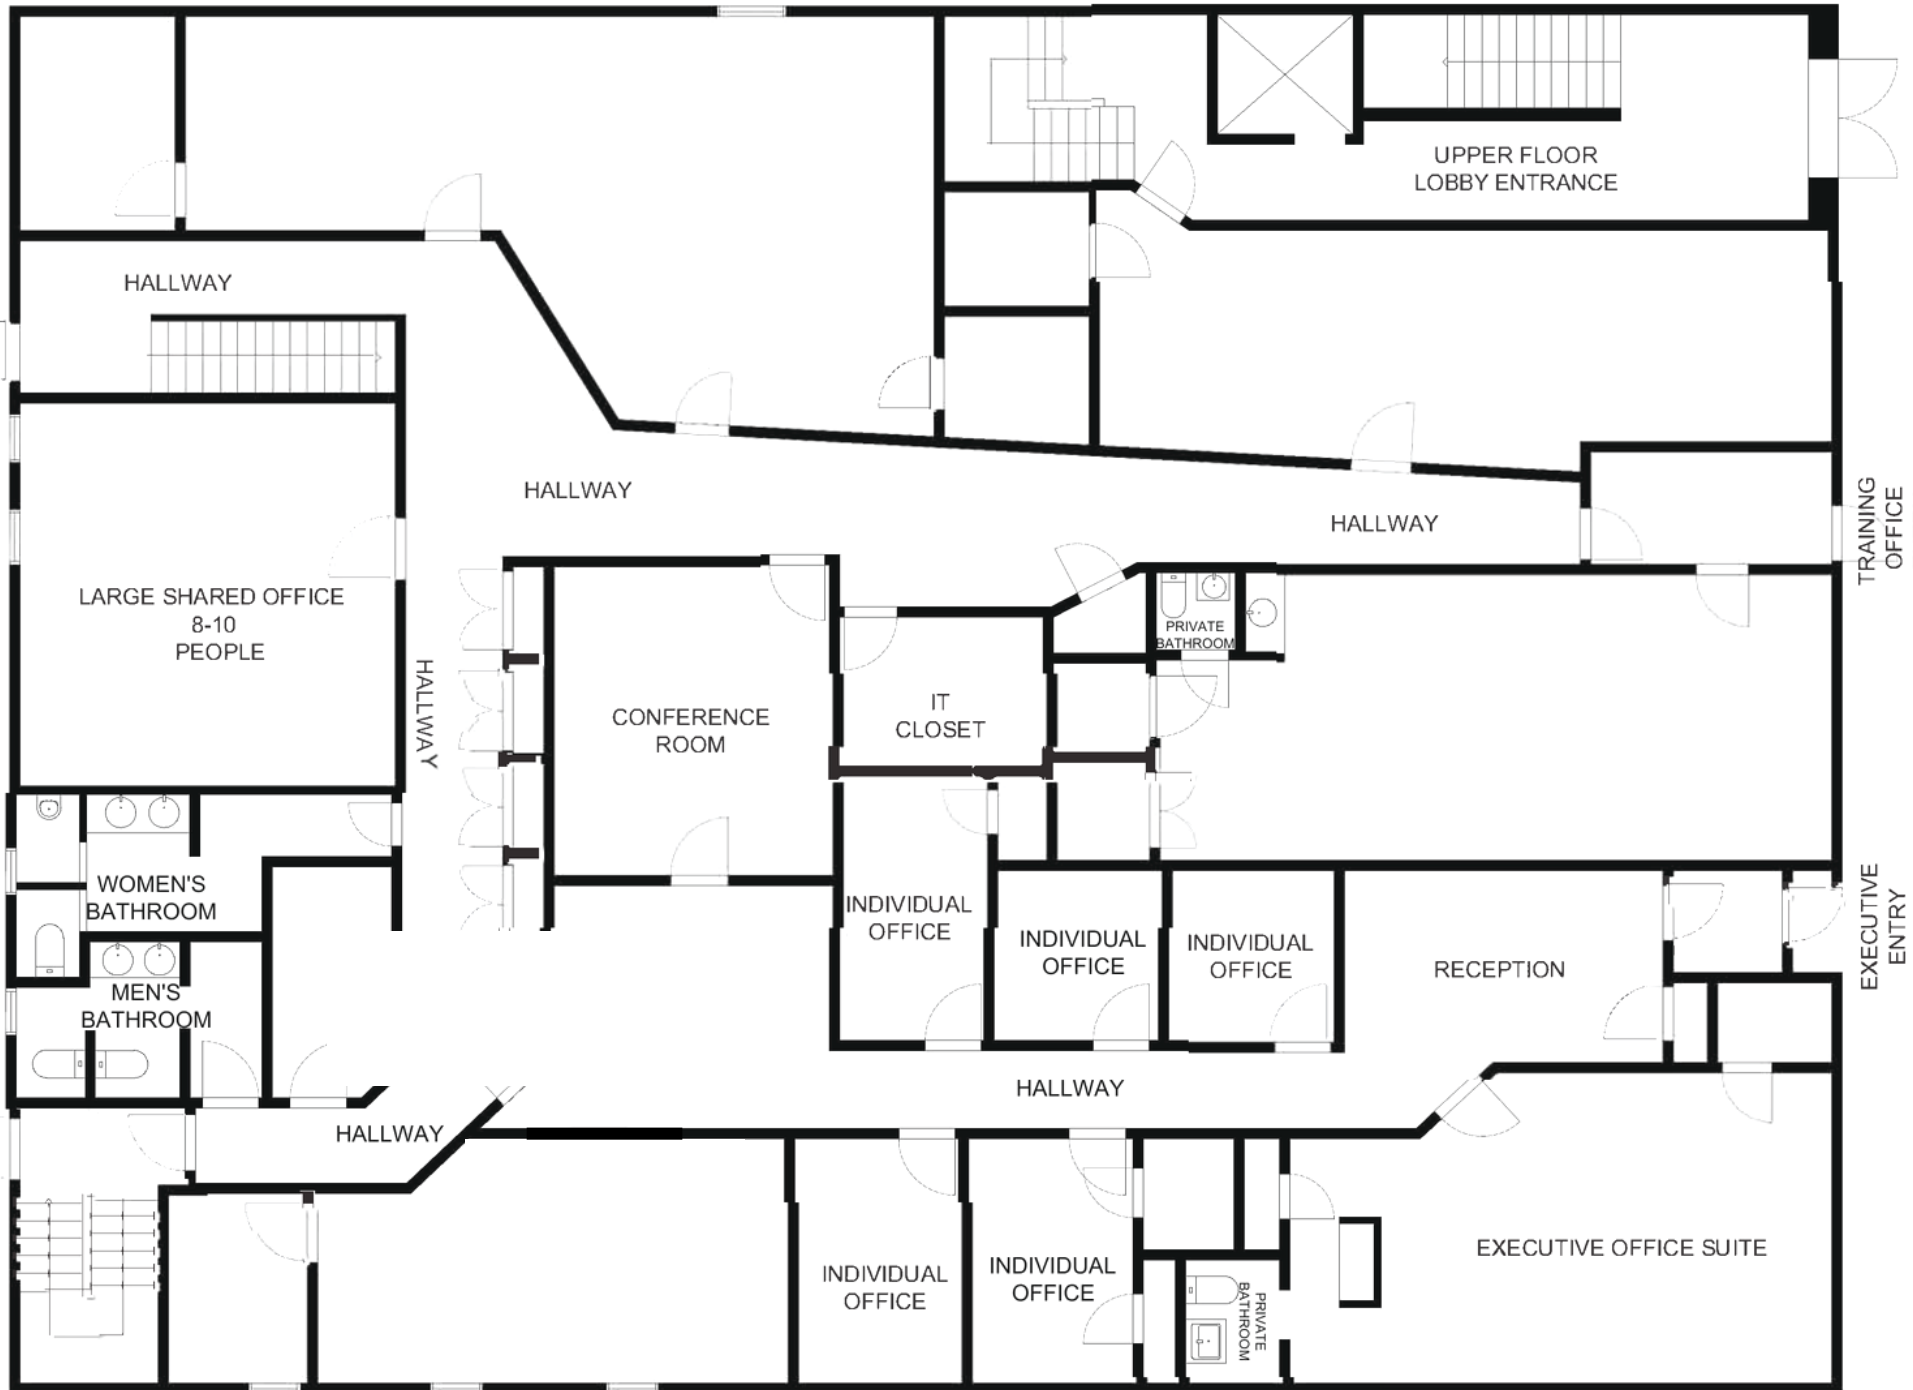 UPPER FLOOR
LOBBY ENTRANCE
HALLWAY
HALLWAY
HALLWAY
TRAINING
OFFICE
LARGE SHARED OFFICE
8-10
PEOPLE
HALLWAY
CONFERENCE
ROOM
IT
CLOSET
PRIVATE
BATHROOM
WOMEN'S
BATHROOM
MEN'S
BATHROOM
INDIVIDUAL
OFFICE
INDIVIDUAL
OFFICE
INDIVIDUAL
OFFICE
RECEPTION
EXECUTIVE
ENTRY
HALLWAY
HALLWAY
INDIVIDUAL
OFFICE
INDIVIDUAL
OFFICE
PRIVATE
BATHROOM
EXECUTIVE OFFICE SUITE